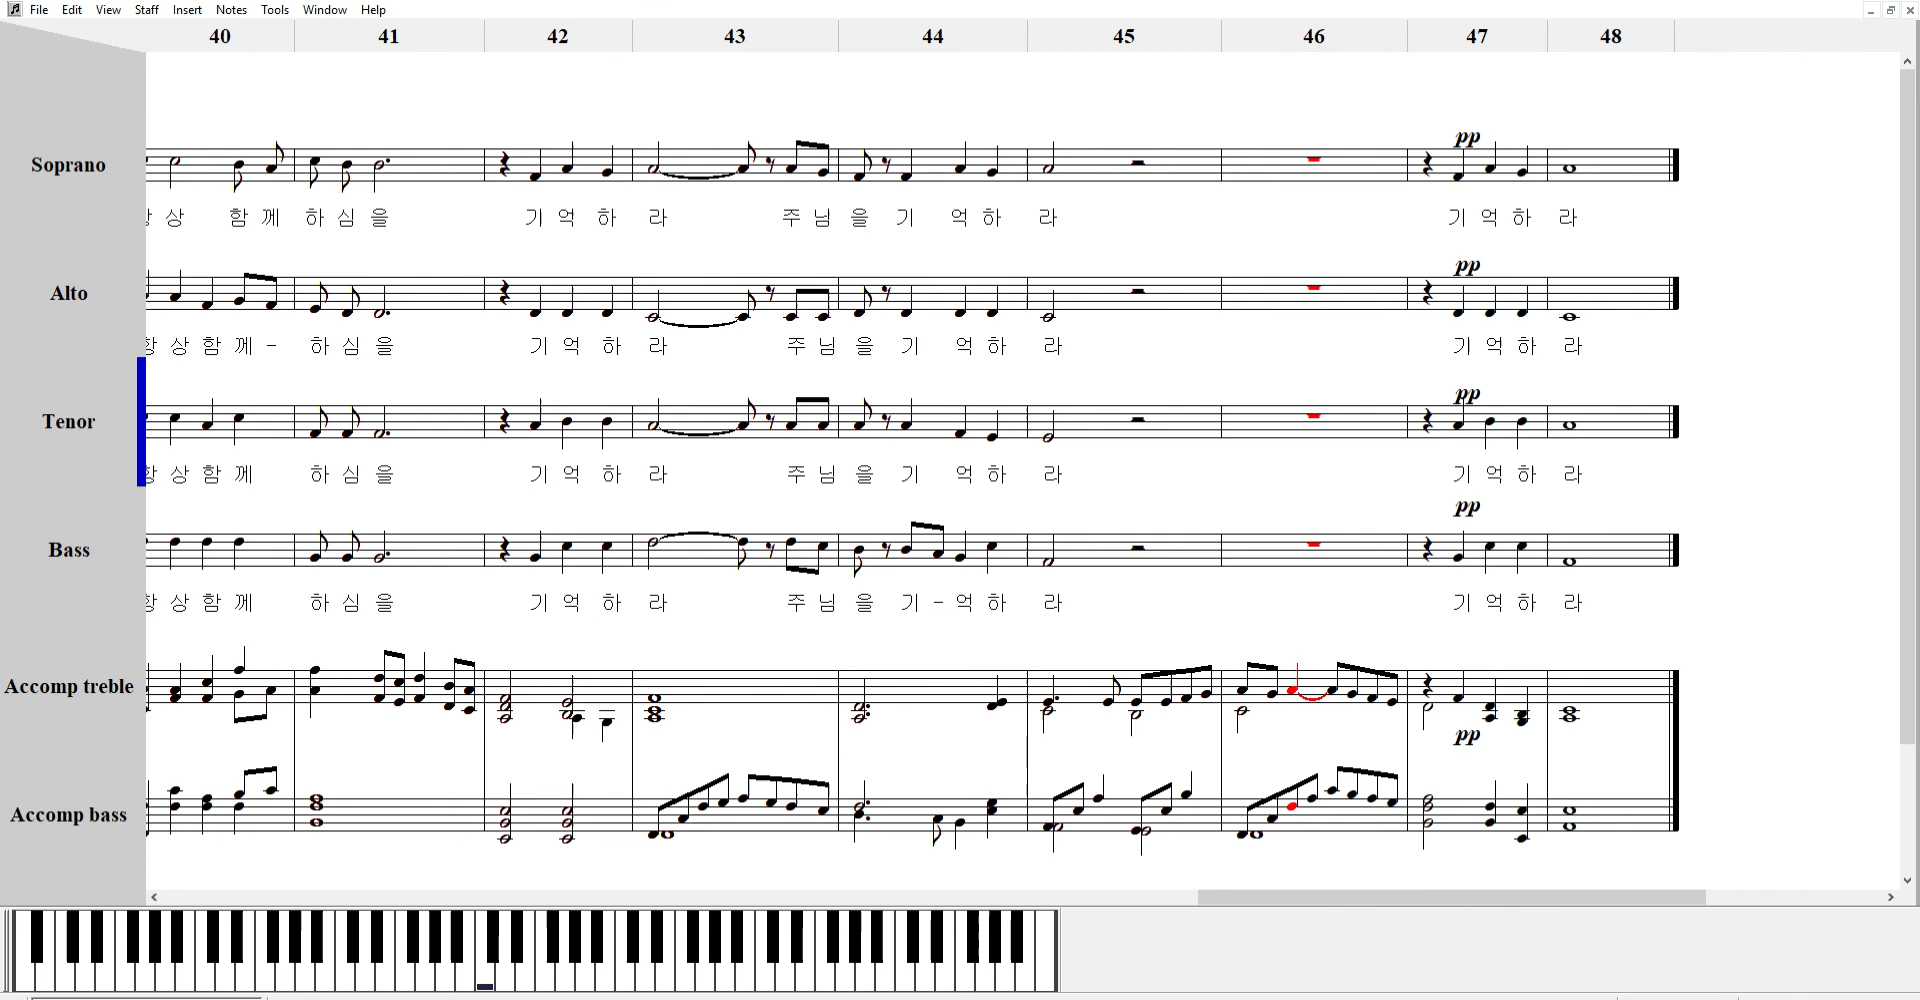 File Edit View Staff Insert Notes Tools Window Help
40 41 42 43 44 45 46 47 48
pp
Soprano
상 함 께 하 심 을 기 억 하 라 주 님 을 기 억 하 라 기 억 하 라
pp
Alto
항 상 함 께 - 하 심 을 기 억 하 라 주 님 을 기 억 하 라 기 억 하 라
pp
Tenor
항 상 함 께 하 심 을 기 억 하 라 주 님 을 기 억 하 라 기 억 하 라
pp
Bass
항 상 함 께 하 심 을 기 억 하 라 주 님 을 기 - 억 하 라 기 억 하 라
Accomp treble
pp
Accomp bass